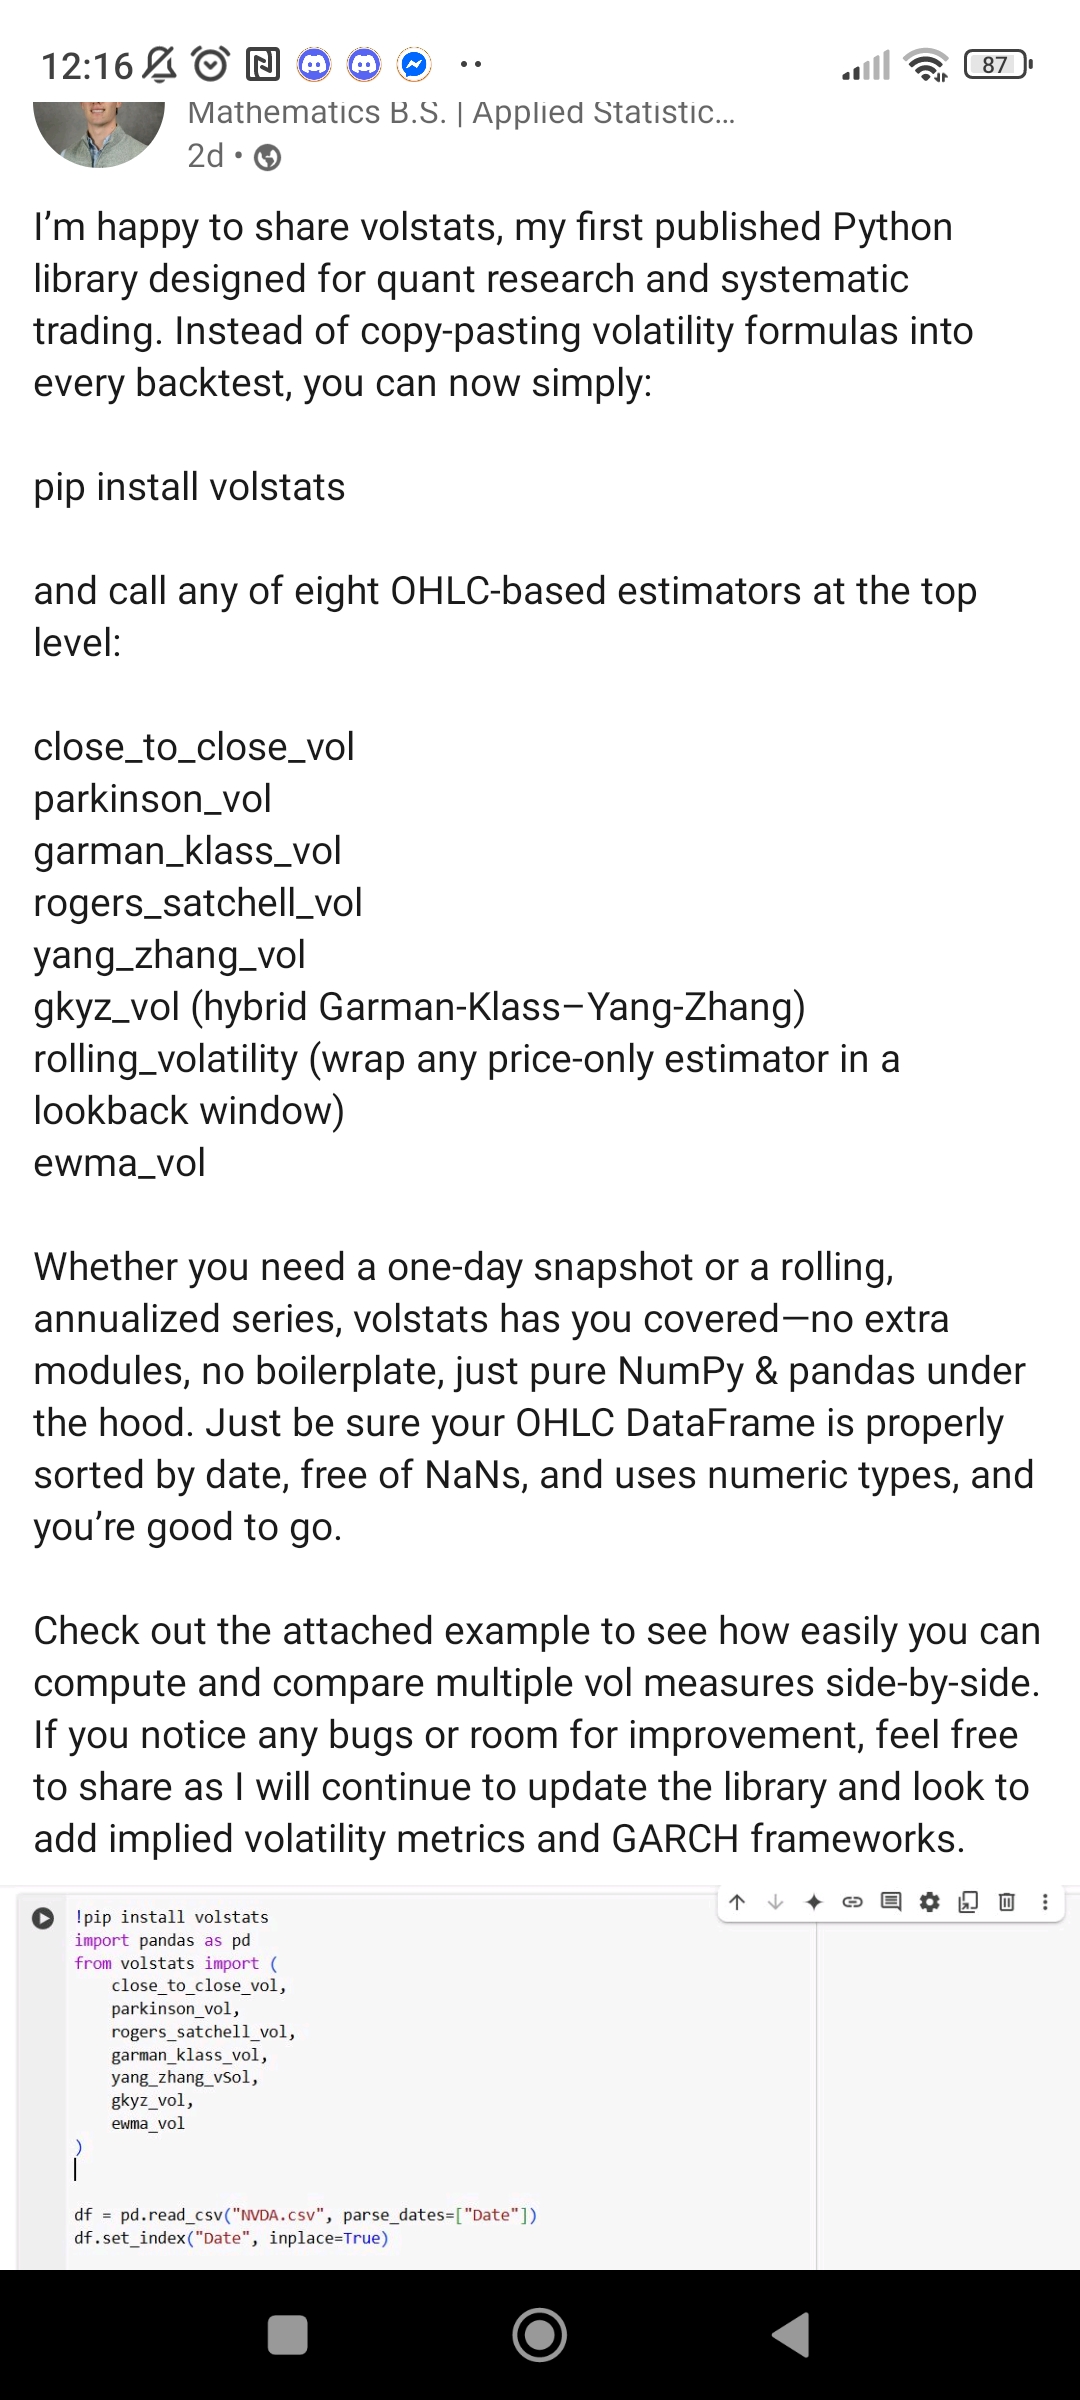 12:16
87
Mathematics B.S. | Applied Statistic...
2d •
I’m happy to share volstats, my first published Python
library designed for quant research and systematic
trading. Instead of copy-pasting volatility formulas into
every backtest, you can now simply:
pip install volstats
and call any of eight OHLC-based estimators at the top
level:
close_to_close_vol
parkinson_vol
garman_klass_vol
rogers_satchell_vol
yang_zhang_vol
gkyz_vol (hybrid Garman-Klass–Yang-Zhang)
rolling_volatility (wrap any price-only estimator in a
lookback window)
ewma_vol
Whether you need a one-day snapshot or a rolling,
annualized series, volstats has you covered—no extra
modules, no boilerplate, just pure NumPy & pandas under
the hood. Just be sure your OHLC DataFrame is properly
sorted by date, free of NaNs, and uses numeric types, and
you’re good to go.
Check out the attached example to see how easily you can
compute and compare multiple vol measures side-by-side.
If you notice any bugs or room for improvement, feel free
to share as I will continue to update the library and look to
add implied volatility metrics and GARCH frameworks.
!pip install volstats
import pandas as pd
from volstats import (
close_to_close_vol,
parkinson_vol,
rogers_satchell_vol,
garman_klass_vol,
yang_zhang_vSol,
gkyz_vol,
ewma_vol
)
df = pd.read_csv("NVDA.csv", parse_dates=["Date"])
df.set_index("Date", inplace=True)